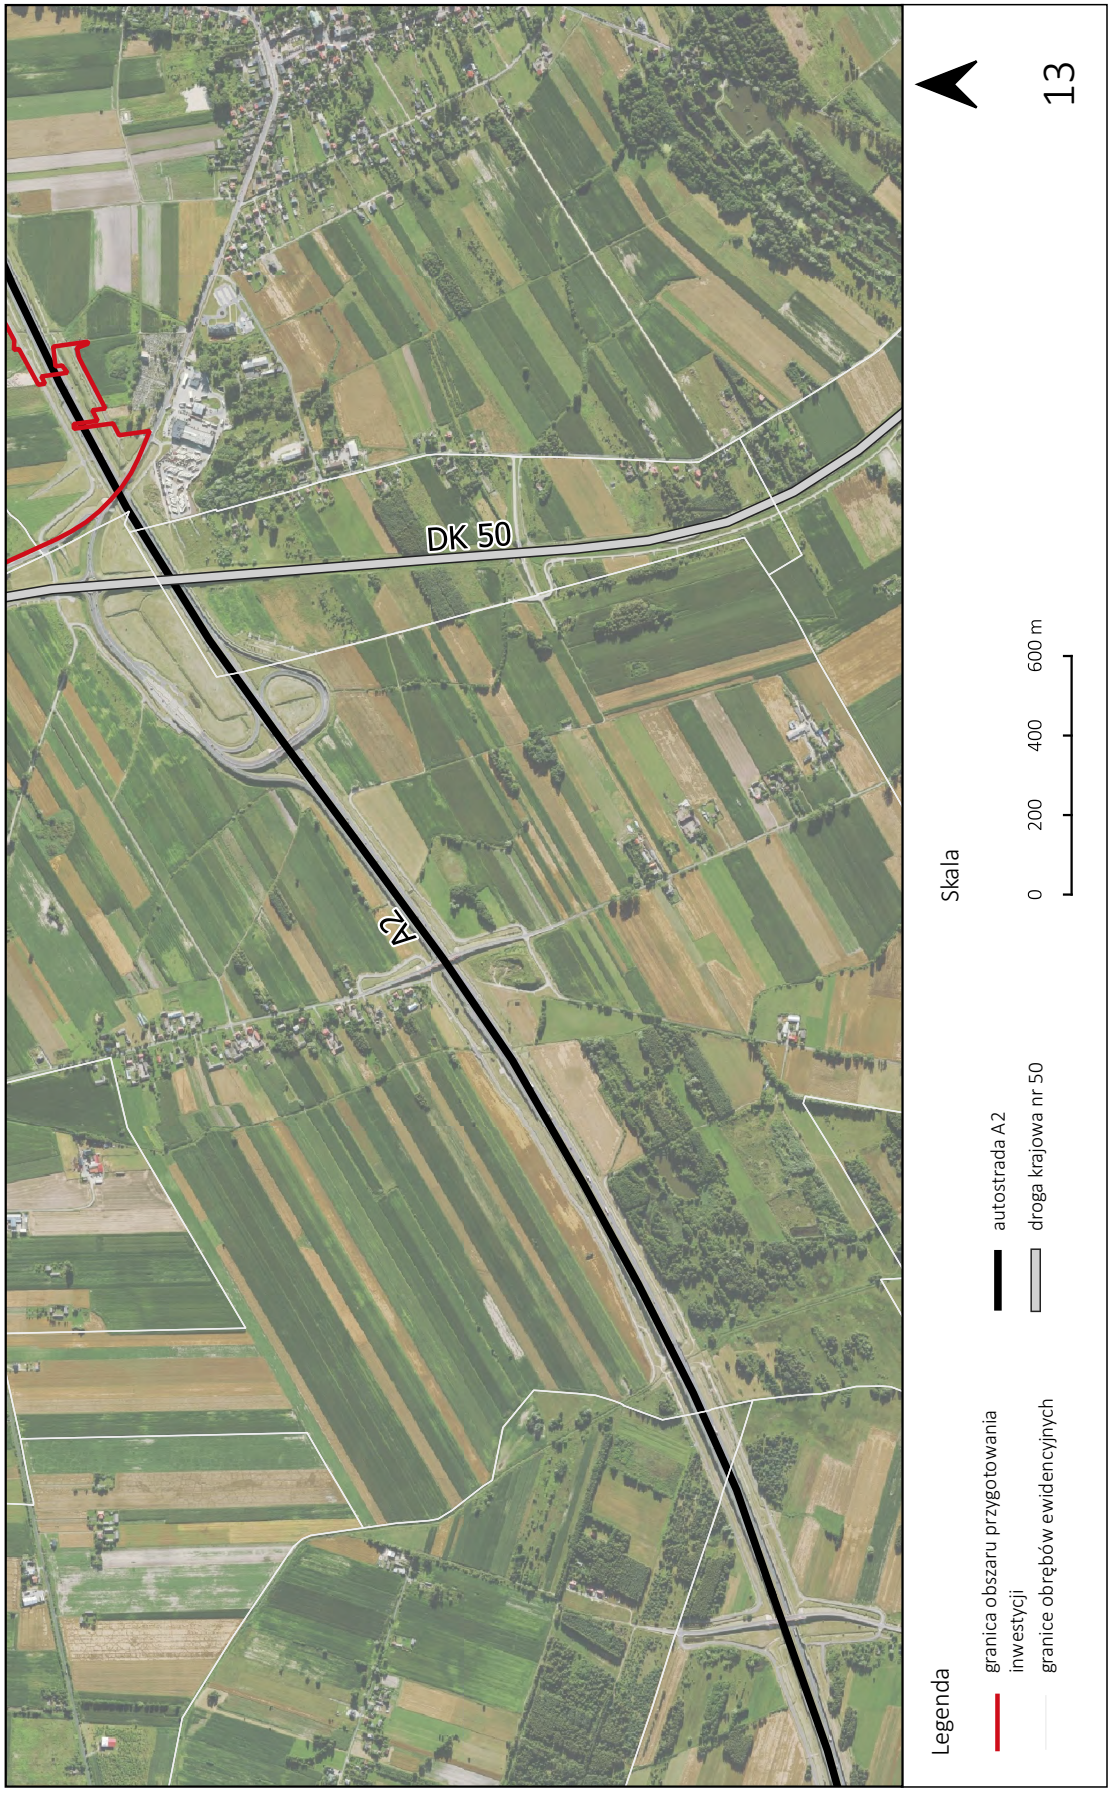 DK 50
A2
Legenda
granica obszaru przygotowania
inwestycji
granice obrębów ewidencyjnych
autostrada A2
droga krajowa nr 50
Skala
0 200 400 600 m
13